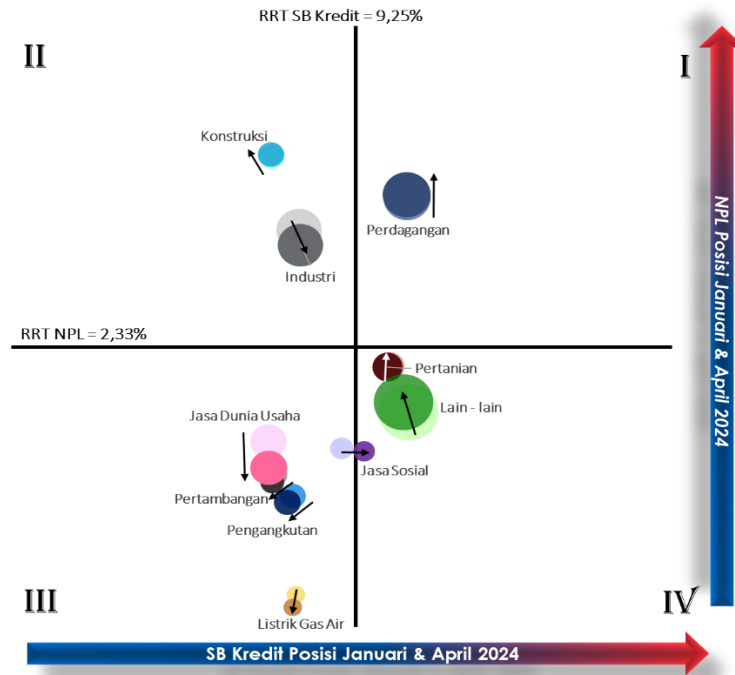 RRT SB Kredit = 9,25%
II
I
Konstruksi
Perdagangan
Industri
RRT NPL = 2,33%
Pertanian
Lain - lain
Jasa Dunia Usaha
Jasa Sosial
Pertambangan
Pengangkutan
III
IV
Listrik Gas Air
SB Kredit Posisi Januari & April 2024
NPL Posisi Januari & April 2024